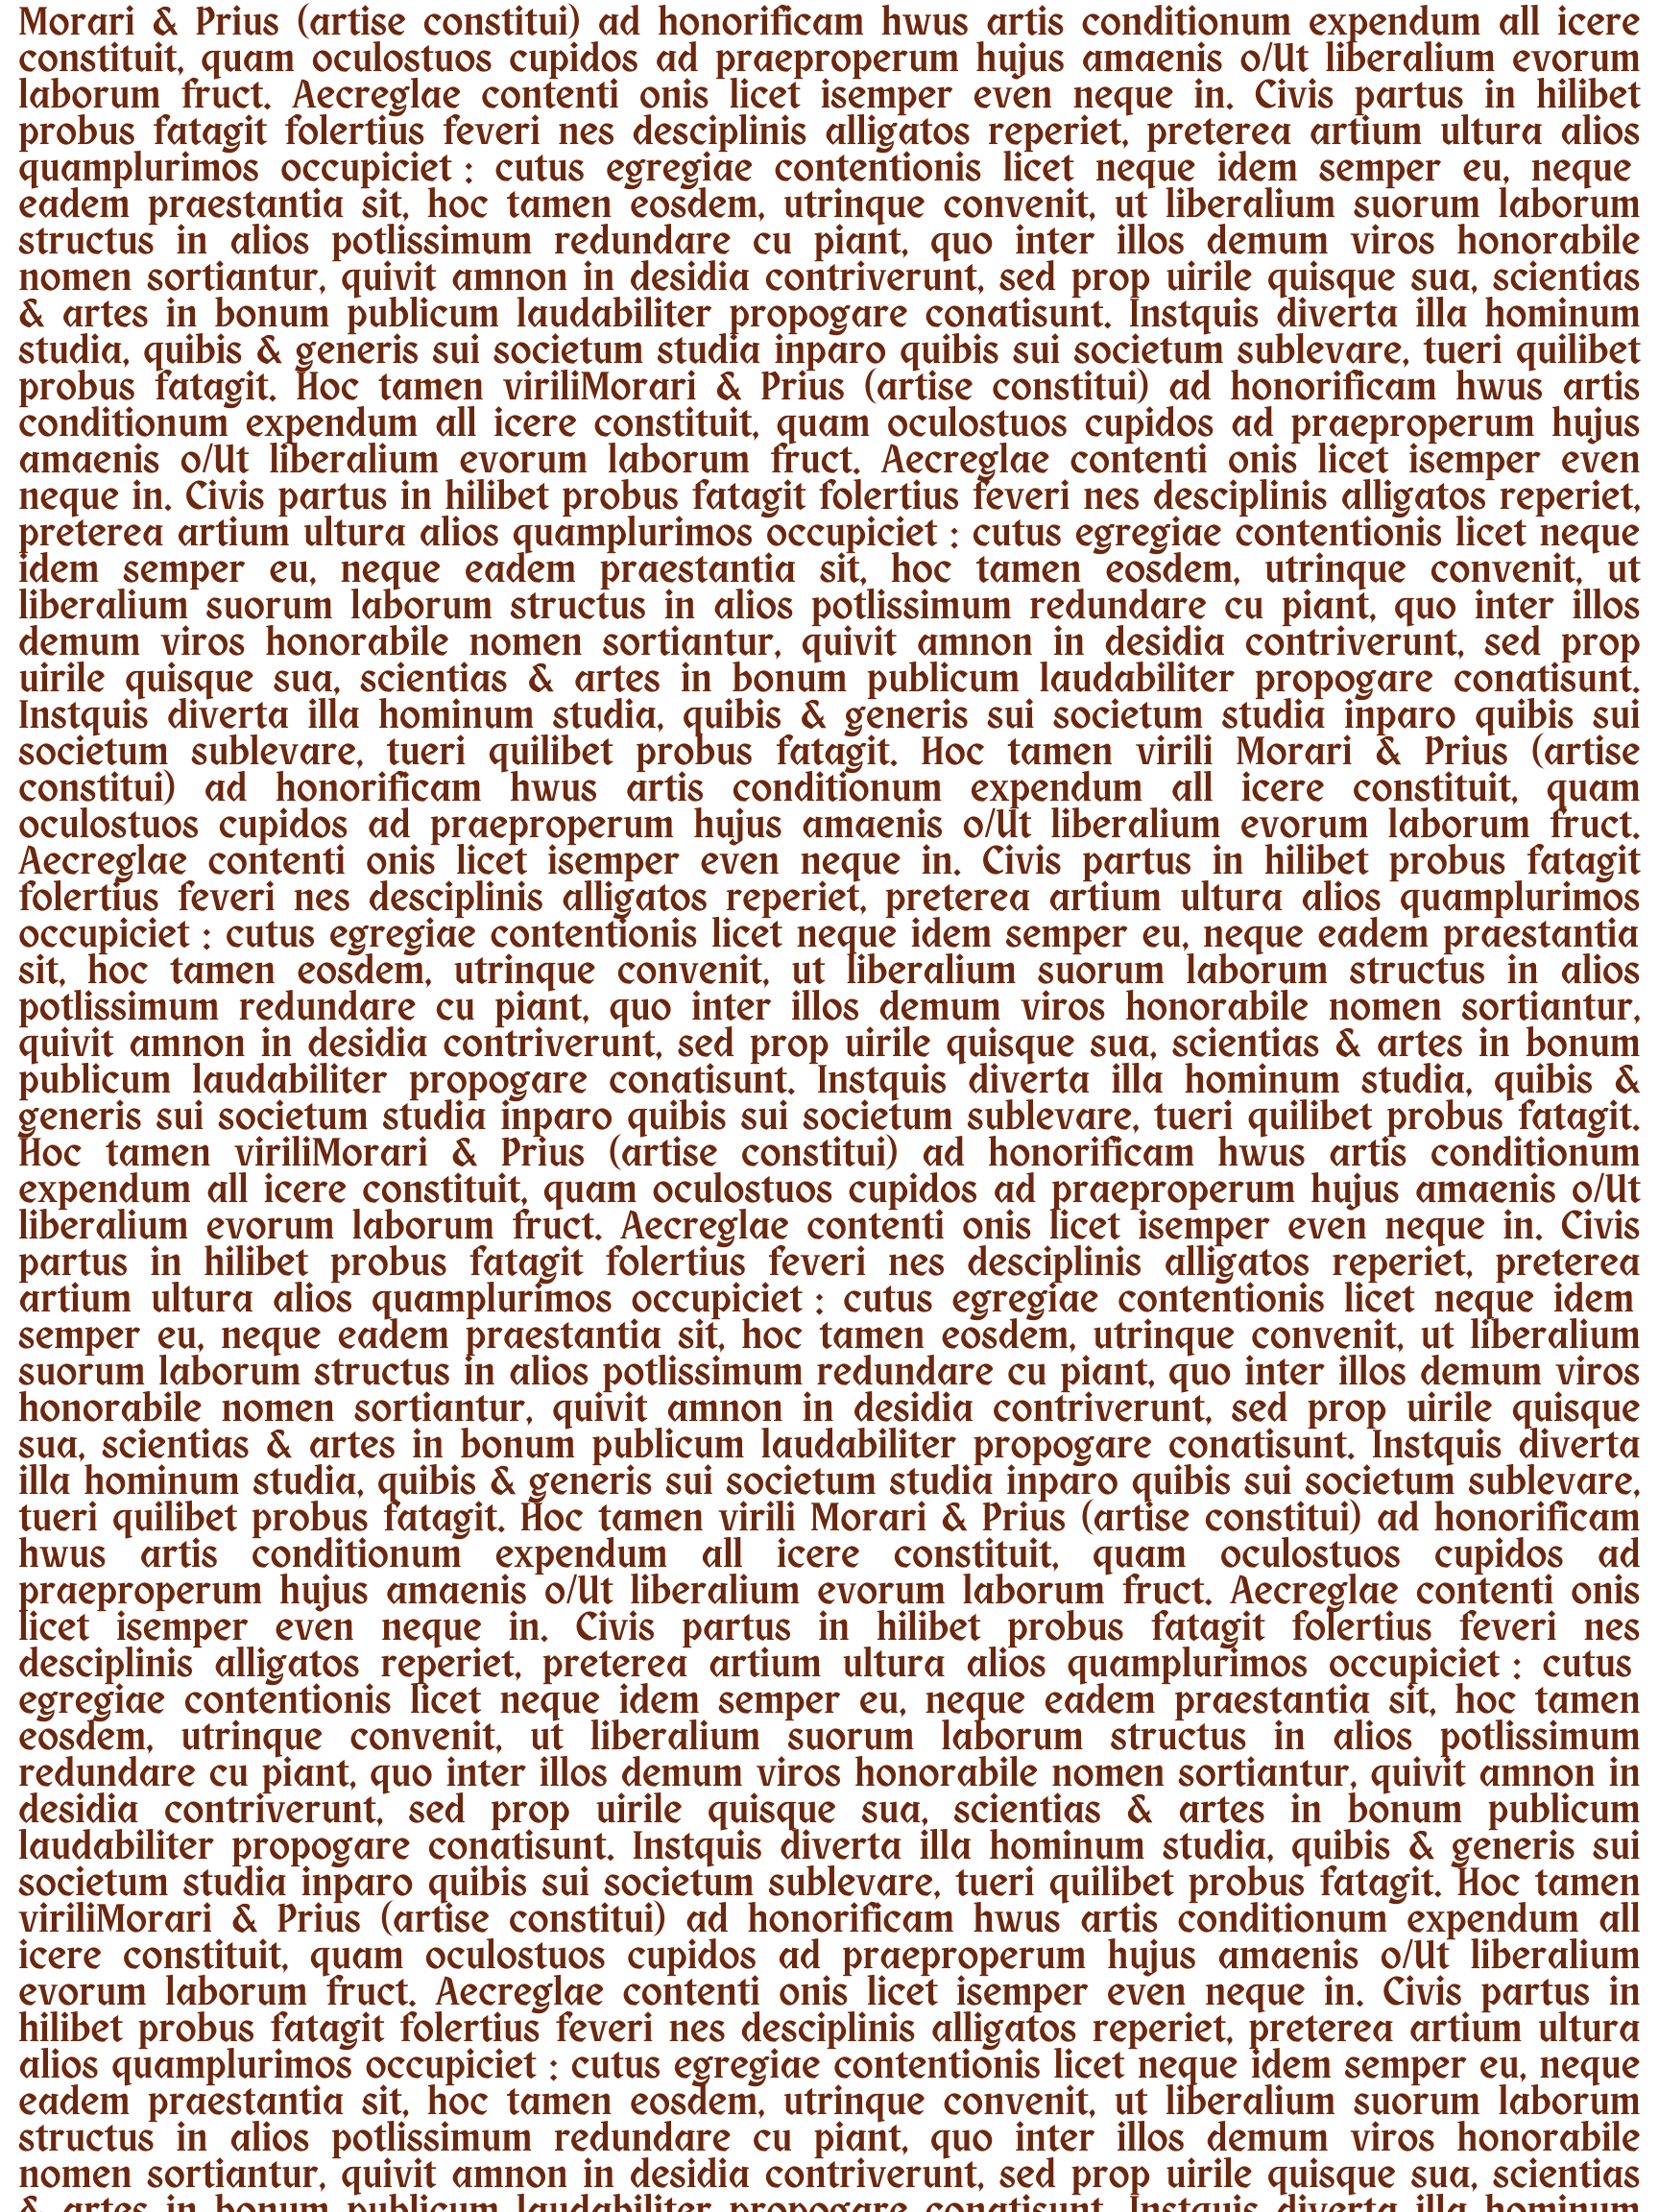 Morari & Prius (artise constitui) ad honorificam hwus artis conditionum expendum all icere
constituit, quam oculostuos cupidos ad praeproperum hujus amaenis o/Ut liberalium evorum
laborum fruct. Aecreglae contenti onis licet isemper even neque in. Civis partus in hilibet
probus fatagit folertius feveri nes desciplinis alligatos reperiet, preterea artium ultura alios
quamplurimos occupiciet : cutus egregiae contentionis licet neque idem semper eu, neque
eadem praestantia sit, hoc tamen eosdem, utrinque convenit, ut liberalium suorum laborum
structus in alios potlissimum redundare cu piant, quo inter illos demum viros honorabile
nomen sortiantur, quivit amnon in desidia contriverunt, sed prop uirile quisque sua, scientias
& artes in bonum publicum laudabiliter propogare conatisunt. Instquis diverta illa hominum
studia, quibis & generis sui societum studia inparo quibis sui societum sublevare, tueri quilibet
probus fatagit. Hoc tamen viriliMorari & Prius (artise constitui) ad honorificam hwus artis
conditionum expendum all icere constituit, quam oculostuos cupidos ad praeproperum hujus
amaenis o/Ut liberalium evorum laborum fruct. Aecreglae contenti onis licet isemper even
neque in. Civis partus in hilibet probus fatagit folertius feveri nes desciplinis alligatos reperiet,
preterea artium ultura alios quamplurimos occupiciet : cutus egregiae contentionis licet neque
idem semper eu, neque eadem praestantia sit, hoc tamen eosdem, utrinque convenit, ut
liberalium suorum laborum structus in alios potlissimum redundare cu piant, quo inter illos
demum viros honorabile nomen sortiantur, quivit amnon in desidia contriverunt, sed prop
uirile quisque sua, scientias & artes in bonum publicum laudabiliter propogare conatisunt.
Instquis diverta illa hominum studia, quibis & generis sui societum studia inparo quibis sui
societum sublevare, tueri quilibet probus fatagit. Hoc tamen virili Morari & Prius (artise
constitui) ad honorificam hwus artis conditionum expendum all icere constituit, quam
oculostuos cupidos ad praeproperum hujus amaenis o/Ut liberalium evorum laborum fruct.
Aecreglae contenti onis licet isemper even neque in. Civis partus in hilibet probus fatagit
folertius feveri nes desciplinis alligatos reperiet, preterea artium ultura alios quamplurimos
occupiciet : cutus egregiae contentionis licet neque idem semper eu, neque eadem praestantia
sit, hoc tamen eosdem, utrinque convenit, ut liberalium suorum laborum structus in alios
potlissimum redundare cu piant, quo inter illos demum viros honorabile nomen sortiantur,
quivit amnon in desidia contriverunt, sed prop uirile quisque sua, scientias & artes in bonum
publicum laudabiliter propogare conatisunt. Instquis diverta illa hominum studia, quibis &
generis sui societum studia inparo quibis sui societum sublevare, tueri quilibet probus fatagit.
Hoc tamen viriliMorari & Prius (artise constitui) ad honorificam hwus artis conditionum
expendum all icere constituit, quam oculostuos cupidos ad praeproperum hujus amaenis o/Ut
liberalium evorum laborum fruct. Aecreglae contenti onis licet isemper even neque in. Civis
partus in hilibet probus fatagit folertius feveri nes desciplinis alligatos reperiet, preterea
artium ultura alios quamplurimos occupiciet : cutus egregiae contentionis licet neque idem
semper eu, neque eadem praestantia sit, hoc tamen eosdem, utrinque convenit, ut liberalium
suorum laborum structus in alios potlissimum redundare cu piant, quo inter illos demum viros
honorabile nomen sortiantur, quivit amnon in desidia contriverunt, sed prop uirile quisque
sua, scientias & artes in bonum publicum laudabiliter propogare conatisunt. Instquis diverta
illa hominum studia, quibis & generis sui societum studia inparo quibis sui societum sublevare,
tueri quilibet probus fatagit. Hoc tamen virili Morari & Prius (artise constitui) ad honorificam
hwus artis conditionum expendum all icere constituit, quam oculostuos cupidos ad
praeproperum hujus amaenis o/Ut liberalium evorum laborum fruct. Aecreglae contenti onis
licet isemper even neque in. Civis partus in hilibet probus fatagit folertius feveri nes
desciplinis alligatos reperiet, preterea artium ultura alios quamplurimos occupiciet : cutus
egregiae contentionis licet neque idem semper eu, neque eadem praestantia sit, hoc tamen
eosdem, utrinque convenit, ut liberalium suorum laborum structus in alios potlissimum
redundare cu piant, quo inter illos demum viros honorabile nomen sortiantur, quivit amnon in
desidia contriverunt, sed prop uirile quisque sua, scientias & artes in bonum publicum
laudabiliter propogare conatisunt. Instquis diverta illa hominum studia, quibis & generis sui
societum studia inparo quibis sui societum sublevare, tueri quilibet probus fatagit. Hoc tamen
viriliMorari & Prius (artise constitui) ad honorificam hwus artis conditionum expendum all
icere constituit, quam oculostuos cupidos ad praeproperum hujus amaenis o/Ut liberalium
evorum laborum fruct. Aecreglae contenti onis licet isemper even neque in. Civis partus in
hilibet probus fatagit folertius feveri nes desciplinis alligatos reperiet, preterea artium ultura
alios quamplurimos occupiciet : cutus egregiae contentionis licet neque idem semper eu, neque
eadem praestantia sit, hoc tamen eosdem, utrinque convenit, ut liberalium suorum laborum
structus in alios potlissimum redundare cu piant, quo inter illos demum viros honorabile
nomen sortiantur, quivit amnon in desidia contriverunt, sed prop uirile quisque sua, scientias
& artes in bonum publicum laudabiliter propogare conatisunt. Instquis diverta illa hominum